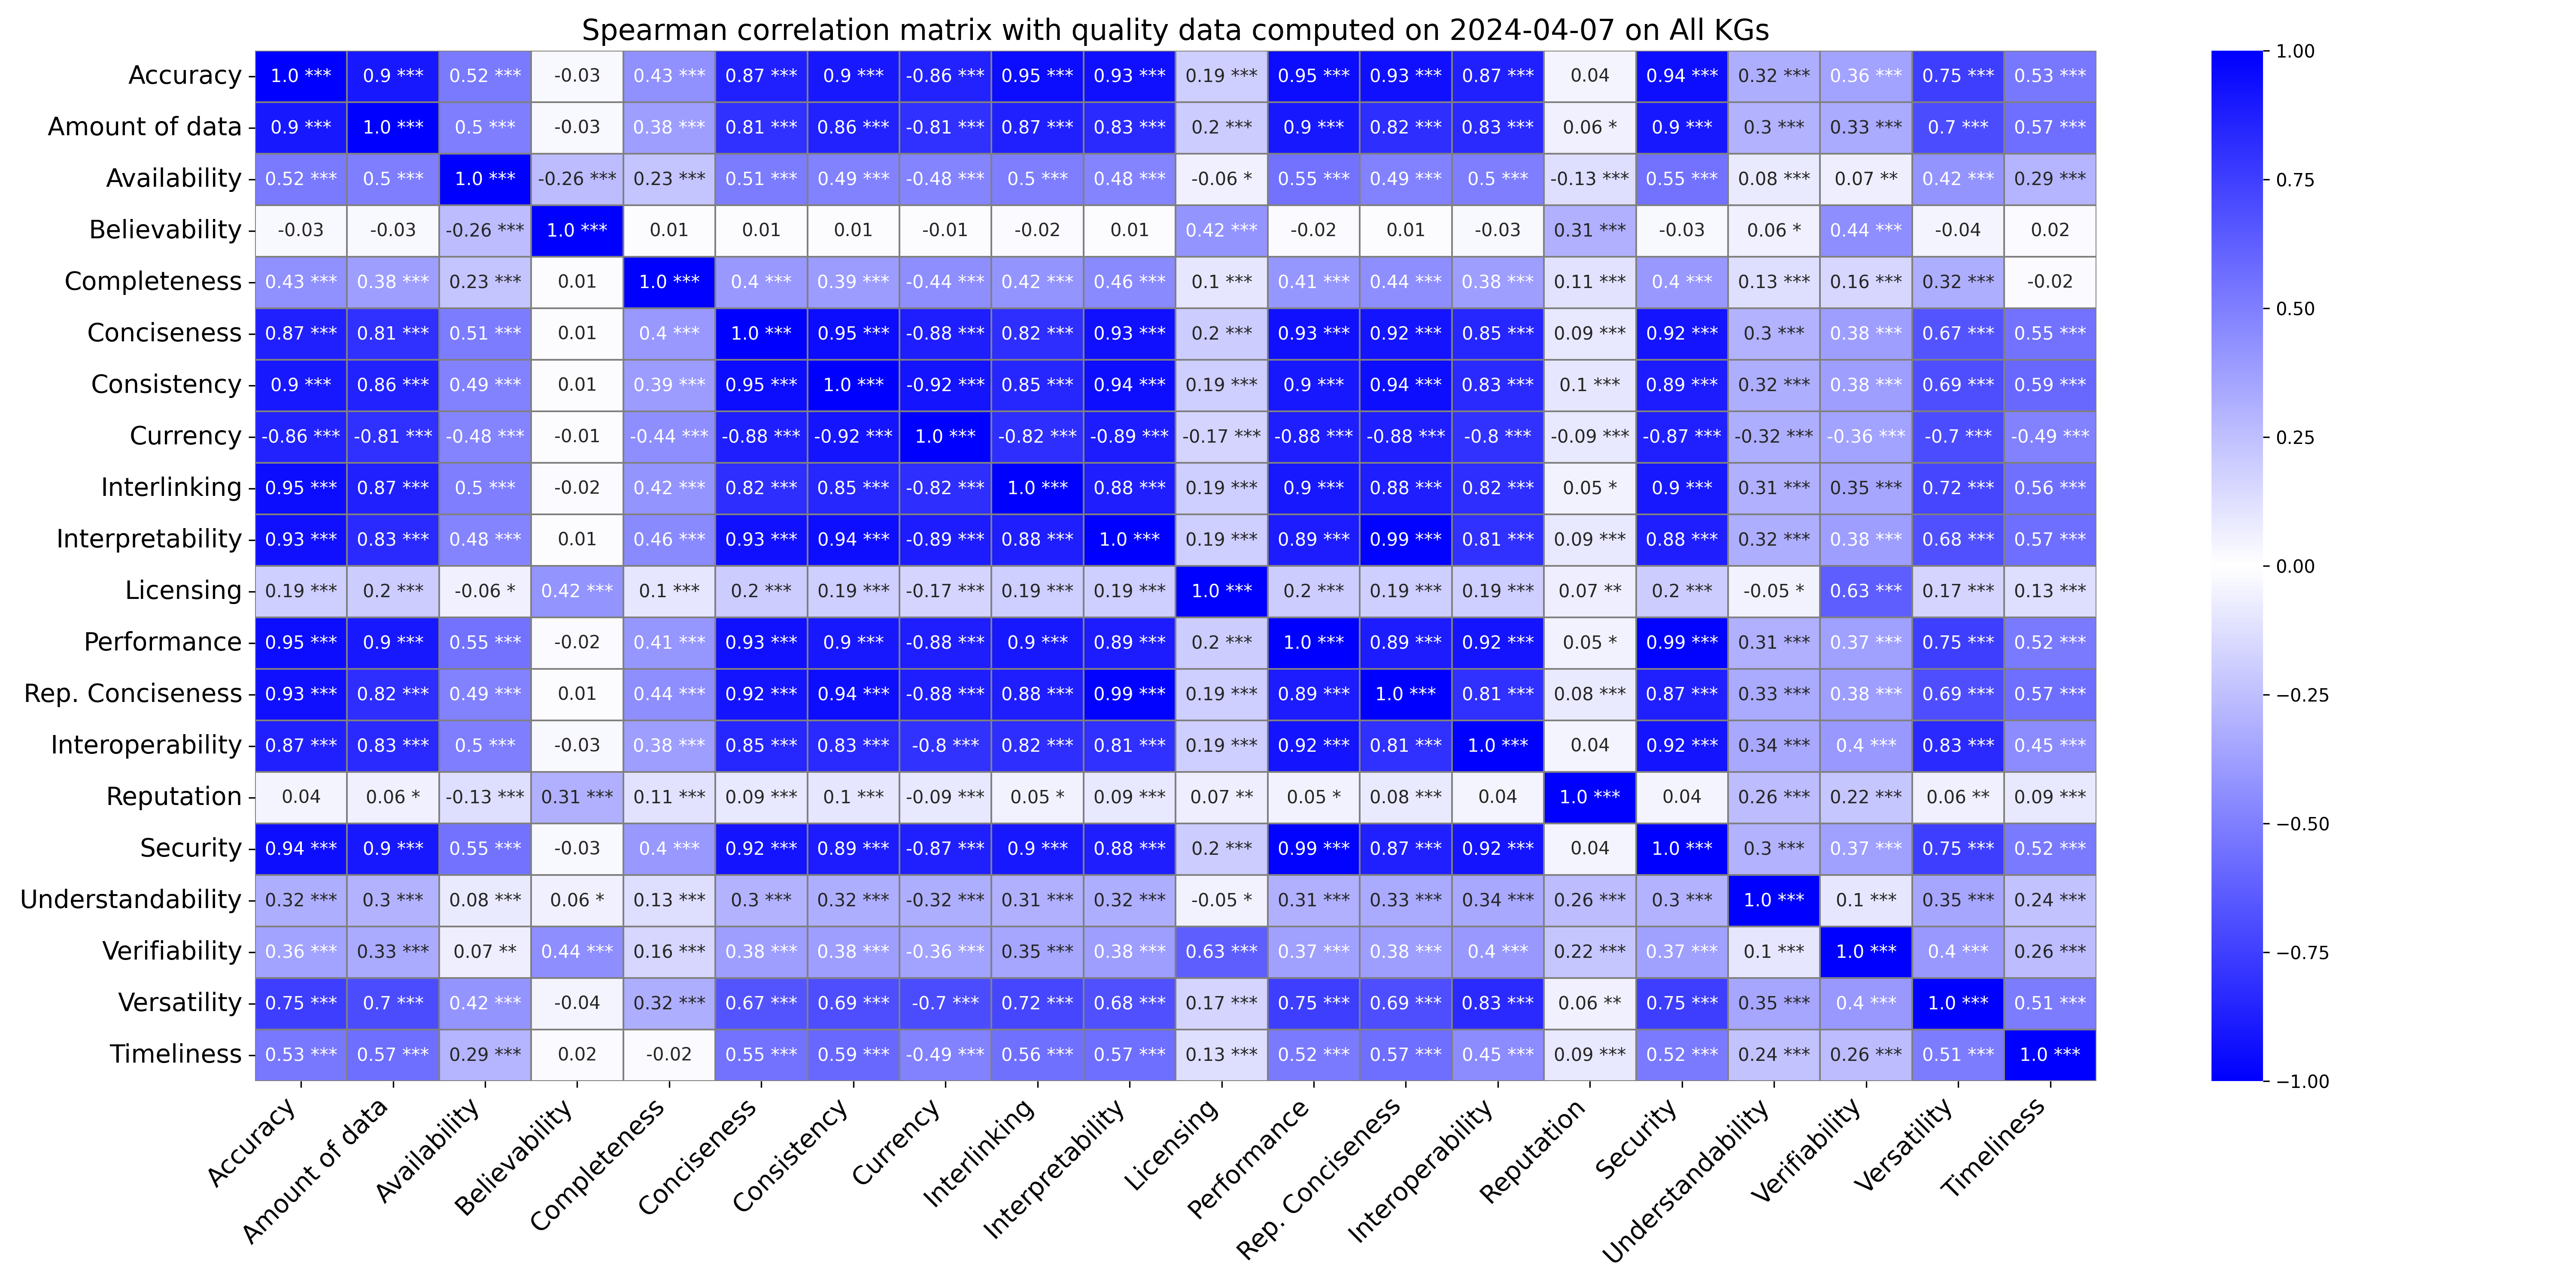 Spearman correlation matrix with quality data computed on 2024-04-07 on All KGs
Accuracy 1.0 *** 0.9 *** 0.52 *** -0.03 0.43 *** 0.87 *** 0.9 *** -0.86 *** 0.95 *** 0.93 *** 0.19 *** 0.95 *** 0.93 *** 0.87 *** 0.04 0.94 *** 0.32 *** 0.36 *** 0.75 *** 0.53 ***
Amount of data 0.9 *** 1.0 *** 0.5 *** -0.03 0.38 *** 0.81 *** 0.86 *** -0.81 *** 0.87 *** 0.83 *** 0.2 *** 0.9 *** 0.82 *** 0.83 *** 0.06 * 0.9 *** 0.3 *** 0.33 *** 0.7 *** 0.57 ***
Availability 0.52 *** 0.5 *** 1.0 *** -0.26 *** 0.23 *** 0.51 *** 0.49 *** -0.48 *** 0.5 *** 0.48 *** -0.06 * 0.55 *** 0.49 *** 0.5 *** -0.13 *** 0.55 *** 0.08 *** 0.07 ** 0.42 *** 0.29 ***
Believability -0.03 -0.03 -0.26 *** 1.0 *** 0.01 0.01 0.01 -0.01 -0.02 0.01 0.42 *** -0.02 0.01 -0.03 0.31 *** -0.03 0.06 * 0.44 *** -0.04 0.02
Completeness 0.43 *** 0.38 *** 0.23 *** 0.01 1.0 *** 0.4 *** 0.39 *** -0.44 *** 0.42 *** 0.46 *** 0.1 *** 0.41 *** 0.44 *** 0.38 *** 0.11 *** 0.4 *** 0.13 *** 0.16 *** 0.32 *** -0.02
Conciseness 0.87 *** 0.81 *** 0.51 *** 0.01 0.4 *** 1.0 *** 0.95 *** -0.88 *** 0.82 *** 0.93 *** 0.2 *** 0.93 *** 0.92 *** 0.85 *** 0.09 *** 0.92 *** 0.3 *** 0.38 *** 0.67 *** 0.55 ***
Consistency 0.9 *** 0.86 *** 0.49 *** 0.01 0.39 *** 0.95 *** 1.0 *** -0.92 *** 0.85 *** 0.94 *** 0.19 *** 0.9 *** 0.94 *** 0.83 *** 0.1 *** 0.89 *** 0.32 *** 0.38 *** 0.69 *** 0.59 ***
Currency -0.86 *** -0.81 *** -0.48 *** -0.01 -0.44 *** -0.88 *** -0.92 *** 1.0 *** -0.82 *** -0.89 *** -0.17 *** -0.88 *** -0.88 *** -0.8 *** -0.09 *** -0.87 *** -0.32 *** -0.36 *** -0.7 *** -0.49 ***
Interlinking 0.95 *** 0.87 *** 0.5 *** -0.02 0.42 *** 0.82 *** 0.85 *** -0.82 *** 1.0 *** 0.88 *** 0.19 *** 0.9 *** 0.88 *** 0.82 *** 0.05 * 0.9 *** 0.31 *** 0.35 *** 0.72 *** 0.56 ***
Interpretability 0.93 *** 0.83 *** 0.48 *** 0.01 0.46 *** 0.93 *** 0.94 *** -0.89 *** 0.88 *** 1.0 *** 0.19 *** 0.89 *** 0.99 *** 0.81 *** 0.09 *** 0.88 *** 0.32 *** 0.38 *** 0.68 *** 0.57 ***
Licensing 0.19 *** 0.2 *** -0.06 * 0.42 *** 0.1 *** 0.2 *** 0.19 *** -0.17 *** 0.19 *** 0.19 *** 1.0 *** 0.2 *** 0.19 *** 0.19 *** 0.07 ** 0.2 *** -0.05 * 0.63 *** 0.17 *** 0.13 ***
Performance 0.95 *** 0.9 *** 0.55 *** -0.02 0.41 *** 0.93 *** 0.9 *** -0.88 *** 0.9 *** 0.89 *** 0.2 *** 1.0 *** 0.89 *** 0.92 *** 0.05 * 0.99 *** 0.31 *** 0.37 *** 0.75 *** 0.52 ***
Rep. Conciseness 0.93 *** 0.82 *** 0.49 *** 0.01 0.44 *** 0.92 *** 0.94 *** -0.88 *** 0.88 *** 0.99 *** 0.19 *** 0.89 *** 1.0 *** 0.81 *** 0.08 *** 0.87 *** 0.33 *** 0.38 *** 0.69 *** 0.57 ***
Interoperability 0.87 *** 0.83 *** 0.5 *** -0.03 0.38 *** 0.85 *** 0.83 *** -0.8 *** 0.82 *** 0.81 *** 0.19 *** 0.92 *** 0.81 *** 1.0 *** 0.04 0.92 *** 0.34 *** 0.4 *** 0.83 *** 0.45 ***
Reputation 0.04 0.06 * -0.13 *** 0.31 *** 0.11 *** 0.09 *** 0.1 *** -0.09 *** 0.05 * 0.09 *** 0.07 ** 0.05 * 0.08 *** 0.04 1.0 *** 0.04 0.26 *** 0.22 *** 0.06 ** 0.09 ***
Security 0.94 *** 0.9 *** 0.55 *** -0.03 0.4 *** 0.92 *** 0.89 *** -0.87 *** 0.9 *** 0.88 *** 0.2 *** 0.99 *** 0.87 *** 0.92 *** 0.04 1.0 *** 0.3 *** 0.37 *** 0.75 *** 0.52 ***
Understandability 0.32 *** 0.3 *** 0.08 *** 0.06 * 0.13 *** 0.3 *** 0.32 *** -0.32 *** 0.31 *** 0.32 *** -0.05 * 0.31 *** 0.33 *** 0.34 *** 0.26 *** 0.3 *** 1.0 *** 0.1 *** 0.35 *** 0.24 ***
Verifiability 0.36 *** 0.33 *** 0.07 ** 0.44 *** 0.16 *** 0.38 *** 0.38 *** -0.36 *** 0.35 *** 0.38 *** 0.63 *** 0.37 *** 0.38 *** 0.4 *** 0.22 *** 0.37 *** 0.1 *** 1.0 *** 0.4 *** 0.26 ***
Versatility 0.75 *** 0.7 *** 0.42 *** -0.04 0.32 *** 0.67 *** 0.69 *** -0.7 *** 0.72 *** 0.68 *** 0.17 *** 0.75 *** 0.69 *** 0.83 *** 0.06 ** 0.75 *** 0.35 *** 0.4 *** 1.0 *** 0.51 ***
Timeliness 0.53 *** 0.57 *** 0.29 *** 0.02 -0.02 0.55 *** 0.59 *** -0.49 *** 0.56 *** 0.57 *** 0.13 *** 0.52 *** 0.57 *** 0.45 *** 0.09 *** 0.52 *** 0.24 *** 0.26 *** 0.51 *** 1.0 ***
Accuracy
Amount of data
Availability
Believability
Completeness
Conciseness
Consistency
Currency
Interlinking
Interpretability
Licensing
Performance
Rep. Conciseness
Interoperability
Reputation
Security
Understandability
Verifiability
Versatility
Timeliness
1.00
0.75
0.50
0.25
0.00
−0.25
−0.50
−0.75
−1.00